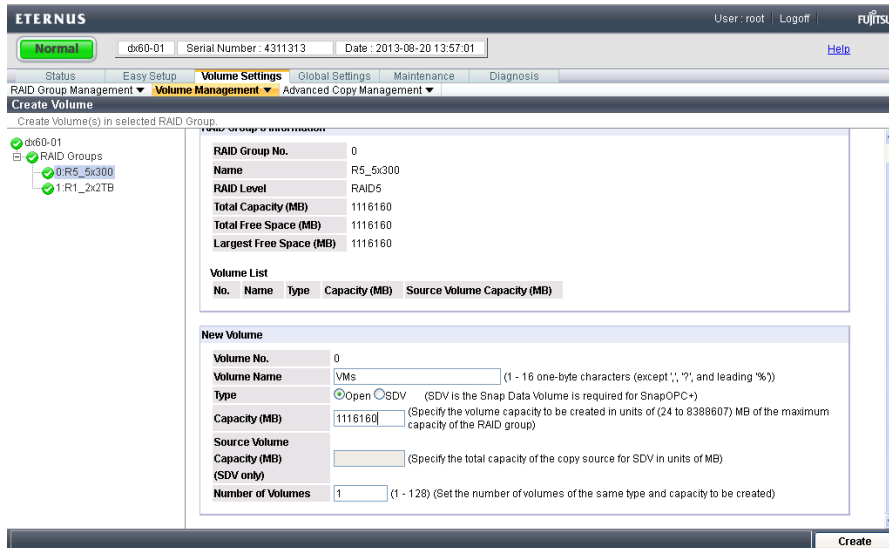 ETERNUS
User : root Logoff FUJITSU
Normal dx60-01 Serial Number : 4311313 Date : 2013-08-20 13:57:01 Help
Status Easy Setup Volume Settings Global Settings Maintenance Diagnosis
RAID Group Management ▼ Volume Management ▼ Advanced Copy Management ▼
Create Volume
Create Volume(s) in selected RAID Group.
dx60-01
RAID Groups
0:R5_5x300
1:R1_2x2TB
RAID Group's Information
RAID Group No. 0
Name R5_5x300
RAID Level RAID5
Total Capacity (MB) 1116160
Total Free Space (MB) 1116160
Largest Free Space (MB) 1116160
Volume List
No. Name Type Capacity (MB) Source Volume Capacity (MB)
New Volume
Volume No. 0
Volume Name VMs (1 - 16 one-byte characters (except ',', '?', and leading '%'))
Type Open SDV (SDV is the Snap Data Volume is required for SnapOPC+)
Capacity (MB) 1116160 (Specify the volume capacity to be created in units of (24 to 8388607) MB of the maximum
capacity of the RAID group)
Source Volume
Capacity (MB) (Specify the total capacity of the copy source for SDV in units of MB)
(SDV only)
Number of Volumes 1 (1 - 128) (Set the number of volumes of the same type and capacity to be created)
Create